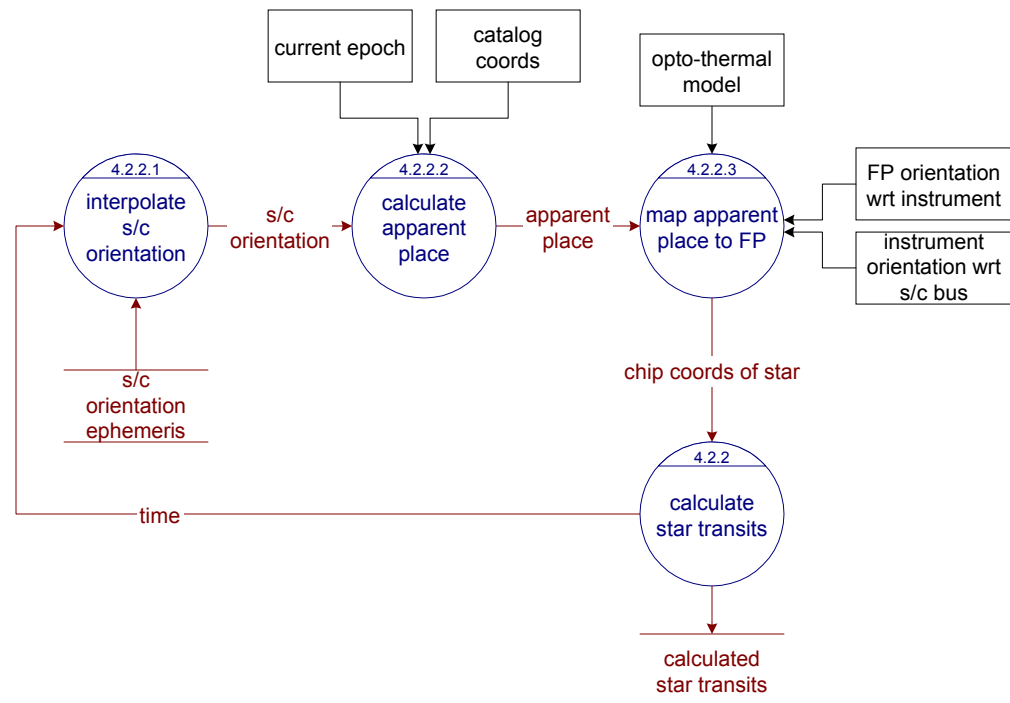 current epoch
catalog
coords
opto-thermal
model
4.2.2.1
interpolate
s/c
orientation
s/c
orientation
4.2.2.2
calculate
apparent
place
apparent
place
4.2.2.3
map apparent
place to FP
FP orientation
wrt instrument
instrument
orientation wrt
s/c bus
s/c
orientation
ephemeris
chip coords of star
4.2.2
calculate
star transits
time
calculated
star transits